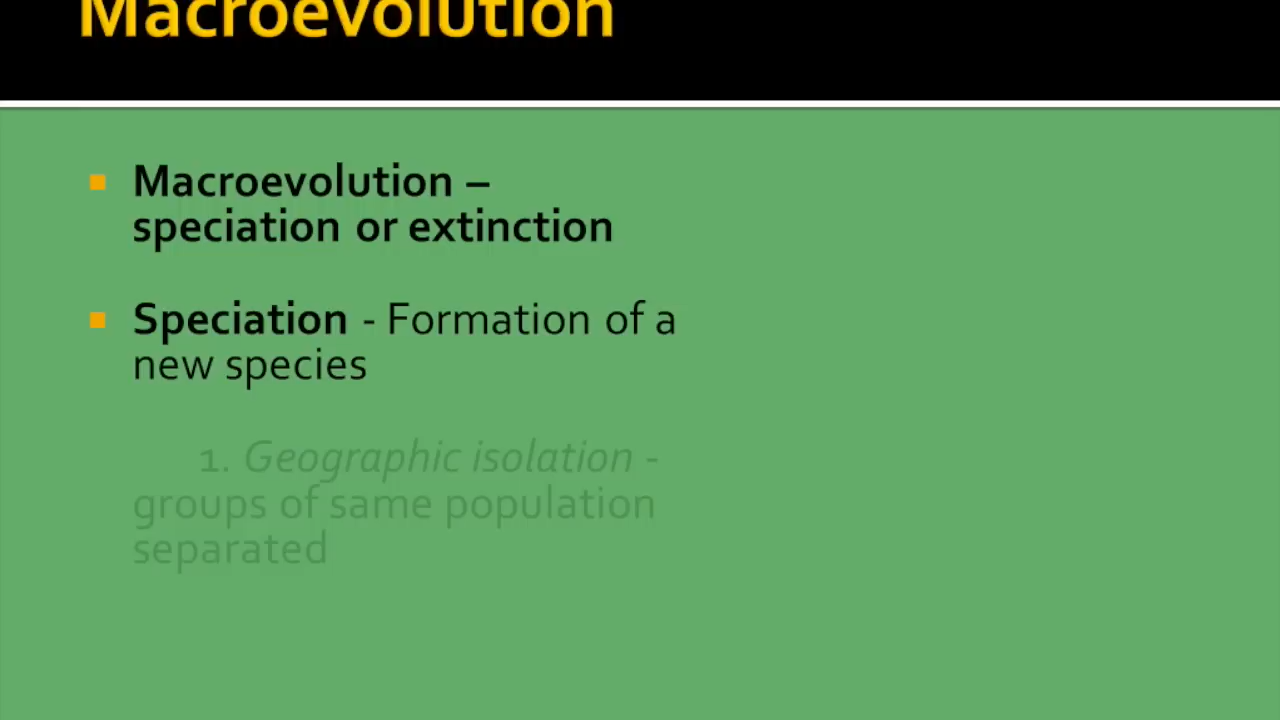 Macroevolution
Macroevolution –
speciation or extinction
Speciation - Formation of a
new species
1. Geographic isolation -
groups of same population
separated